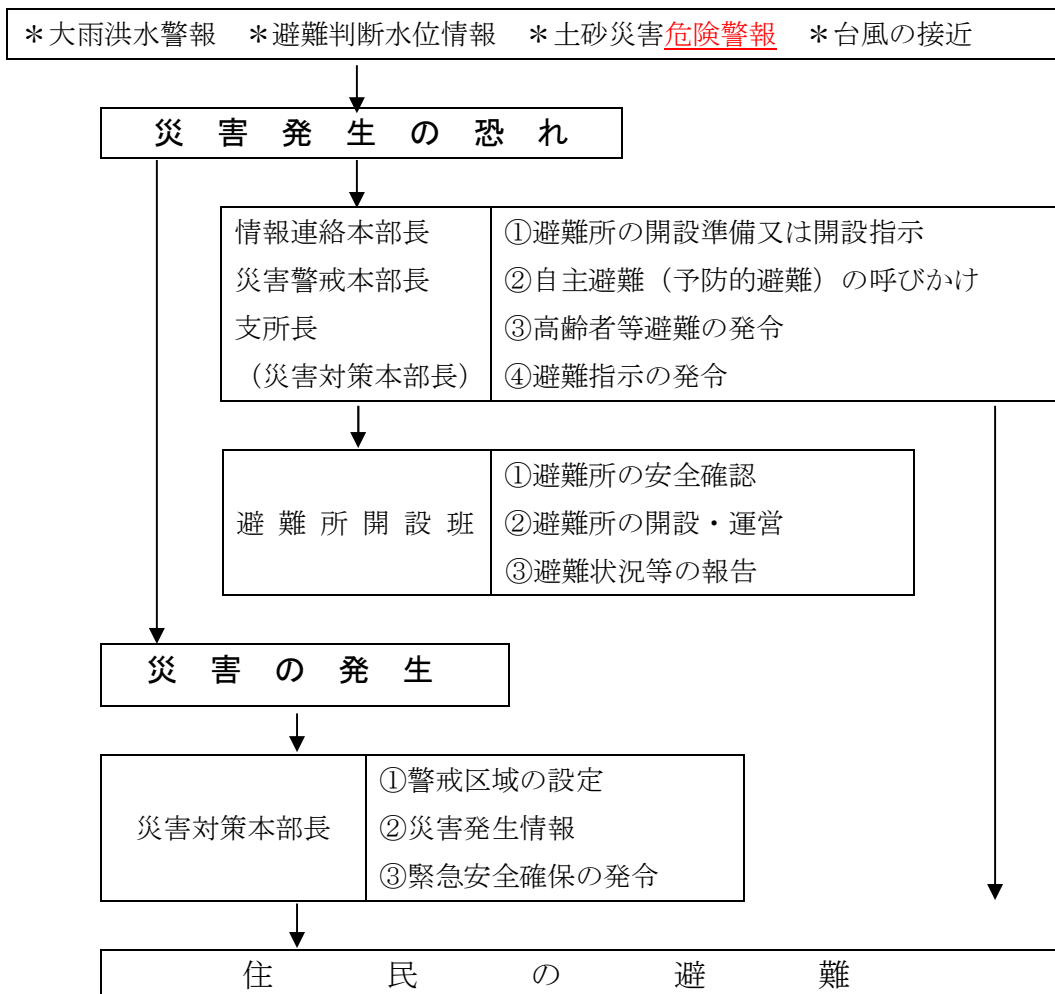 ＊大雨洪水警報　＊避難判断水位情報　＊土砂災害危険警報　＊台風の接近
災　害　発　生　の　恐　れ
情報連絡本部長
災害警戒本部長
支所長
（災害対策本部長）
①避難所の開設準備又は開設指示
②自主避難（予防的避難）の呼びかけ
③高齢者等避難の発令
④避難指示の発令
避 難 所 開 設 班
①避難所の安全確認
②避難所の開設・運営
③避難状況等の報告
災　害　の　発　生
災害対策本部長
①警戒区域の設定
②災害発生情報
③緊急安全確保の発令
住　民　の　避　難